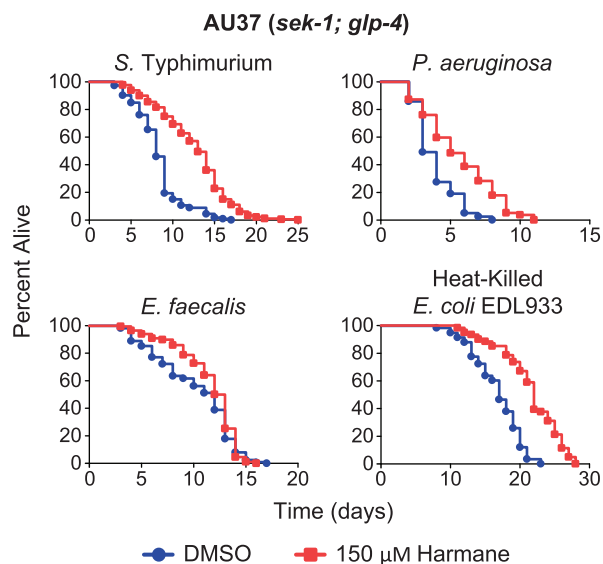 AU37 (sek-1; glp-4)
S. Typhimurium
P. aeruginosa
100
80
60
40
20
0
0 5 10 15 20 25
100
80
60
40
20
0
0 5 10 15
Percent Alive
E. faecalis
Heat-Killed
E. coli EDL933
100
80
60
40
20
0
0 5 10 15 20
100
80
60
40
20
0
0 10 20 30
Time (days)
DMSO 150 μM Harmane